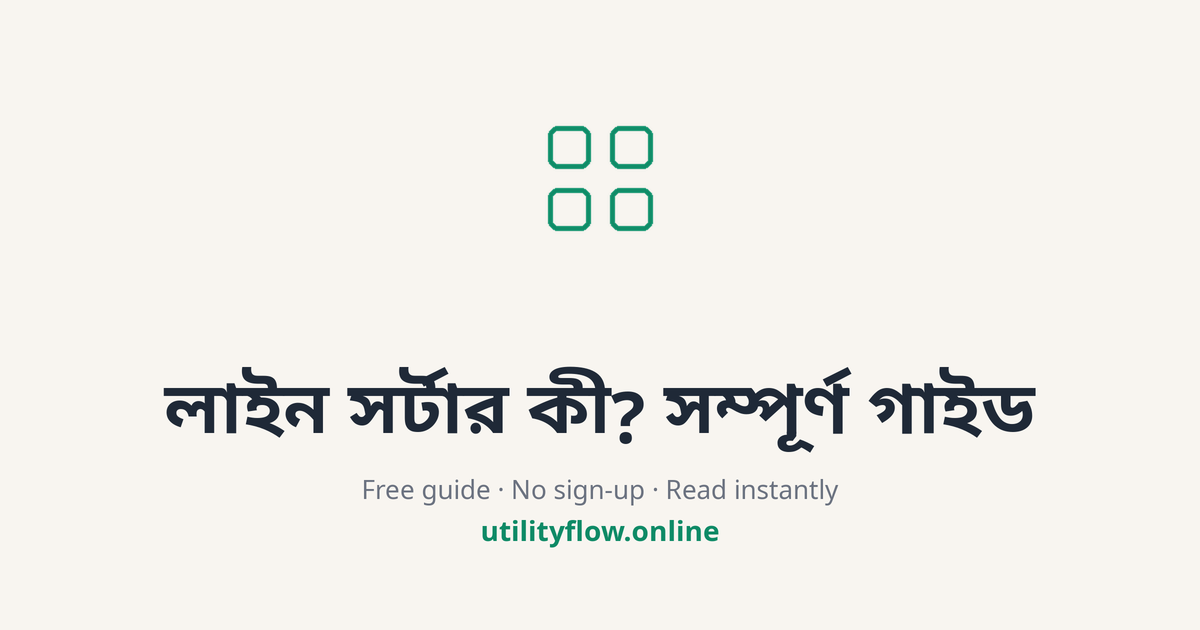 লাইন সর্টার কী? সম্পূর্ণ গাইড
Free guide · No sign-up · Read instantly
utilityflow.online